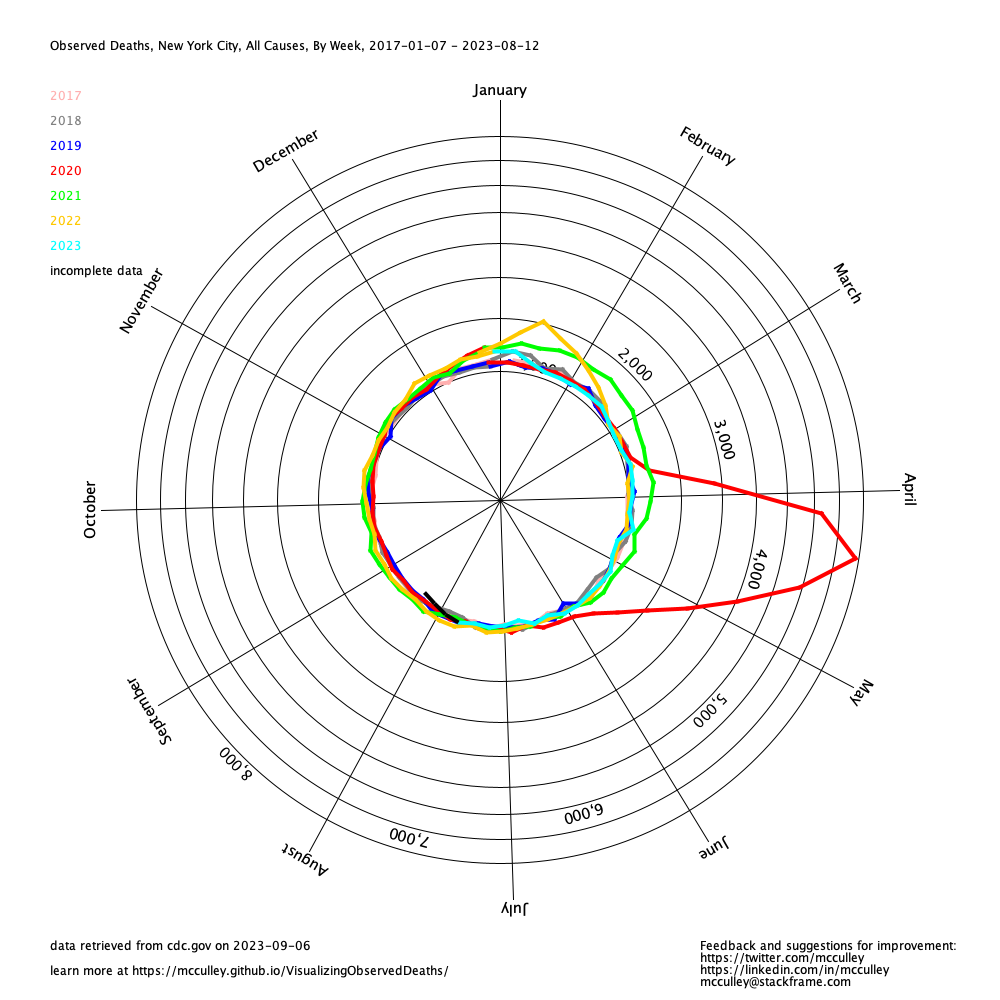 Observed Deaths, New York City, All Causes, By Week, 2017-01-07 - 2023-08-12
2017
2018
2019
2020
2021
2022
2023
incomplete data
January
February
March
April
May
June
July
August
September
October
November
December
2,000
3,000
4,000
5,000
6,000
7,000
8,000
data retrieved from cdc.gov on 2023-09-06
learn more at https://mcculley.github.io/VisualizingObservedDeaths/
Feedback and suggestions for improvement:
https://twitter.com/mcculley
https://linkedin.com/in/mcculley
mcculley@stackframe.com